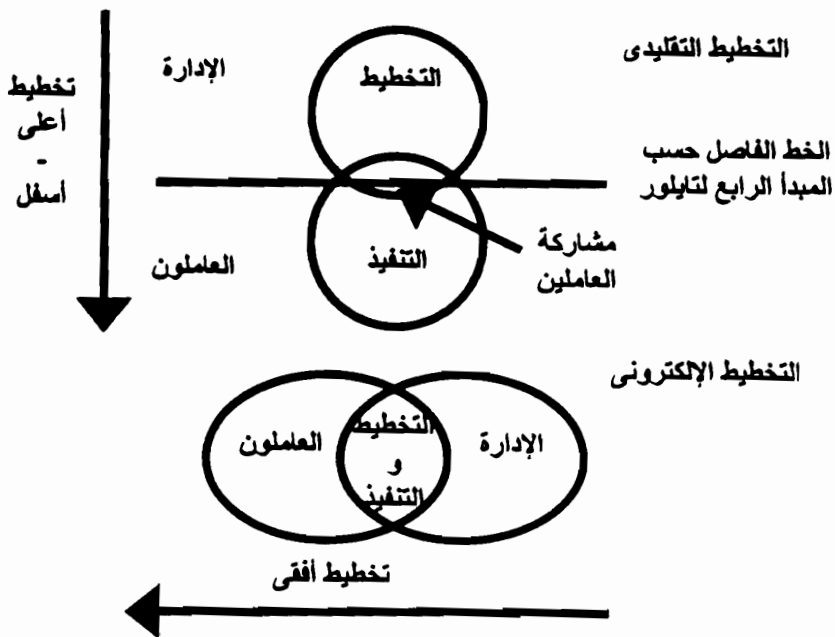 التخطيط التقليدى
التخطيط
الإدارة
تخطيط
أعلى
-
أسفل
الخط الفاصل حسب
المبدأ الرابع لتايلور
مشاركة
العاملين
التنفيذ
العاملون
التخطيط الإلكترونى
الإدارة
التخطيط
و
التنفيذ
العاملون
تخطيط أفقى